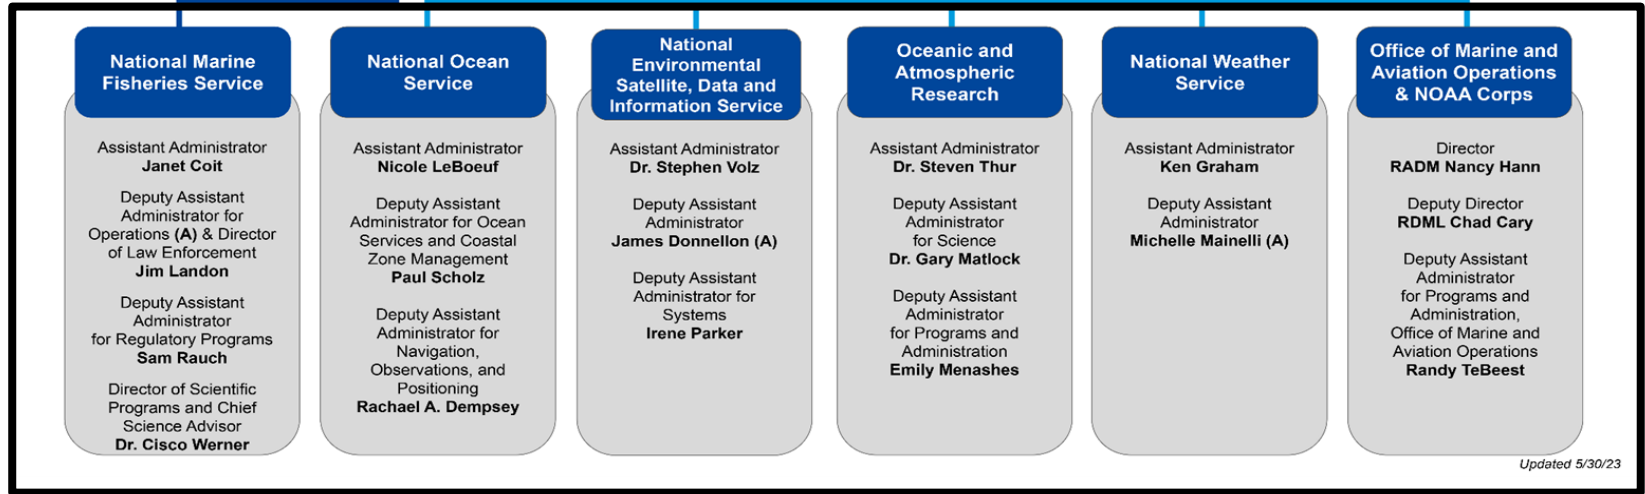 National Marine
Fisheries Service
Assistant Administrator
Janet Coit
Deputy Assistant
Administrator for
Operations (A) & Director
of Law Enforcement
Jim Landon
Deputy Assistant
Administrator
for Regulatory Programs
Sam Rauch
Director of Scientific
Programs and Chief
Science Advisor
Dr. Cisco Werner
National Ocean
Service
Assistant Administrator
Nicole LeBoeuf
Deputy Assistant
Administrator for Ocean
Services and Coastal
Zone Management
Paul Scholz
Deputy Assistant
Administrator for
Navigation,
Observations, and
Positioning
Rachael A. Dempsey
National
Environmental
Satellite, Data and
Information Service
Assistant Administrator
Dr. Stephen Volz
Deputy Assistant
Administrator
James Donnellon (A)
Deputy Assistant
Administrator for
Systems
Irene Parker
Oceanic and
Atmospheric
Research
Assistant Administrator
Dr. Steven Thur
Deputy Assistant
Administrator
for Science
Dr. Gary Matlock
Deputy Assistant
Administrator
for Programs and
Administration
Emily Menashes
National Weather
Service
Assistant Administrator
Ken Graham
Deputy Assistant
Administrator
Michelle Mainelli (A)
Office of Marine and
Aviation Operations
& NOAA Corps
Director
RADM Nancy Hann
Deputy Director
RDML Chad Cary
Deputy Assistant
Administrator
for Programs and
Administration,
Office of Marine and
Aviation Operations
Randy TeBeest
Updated 5/30/23